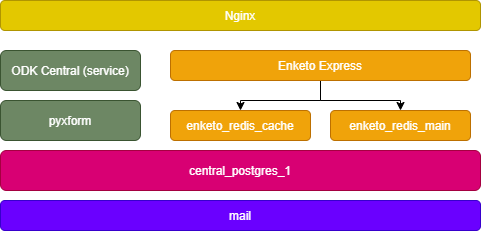 Nginx
ODK Central (service)
Enketo Express
pyxform
enketo_redis_cache
enketo_redis_main
central_postgres_1
mail